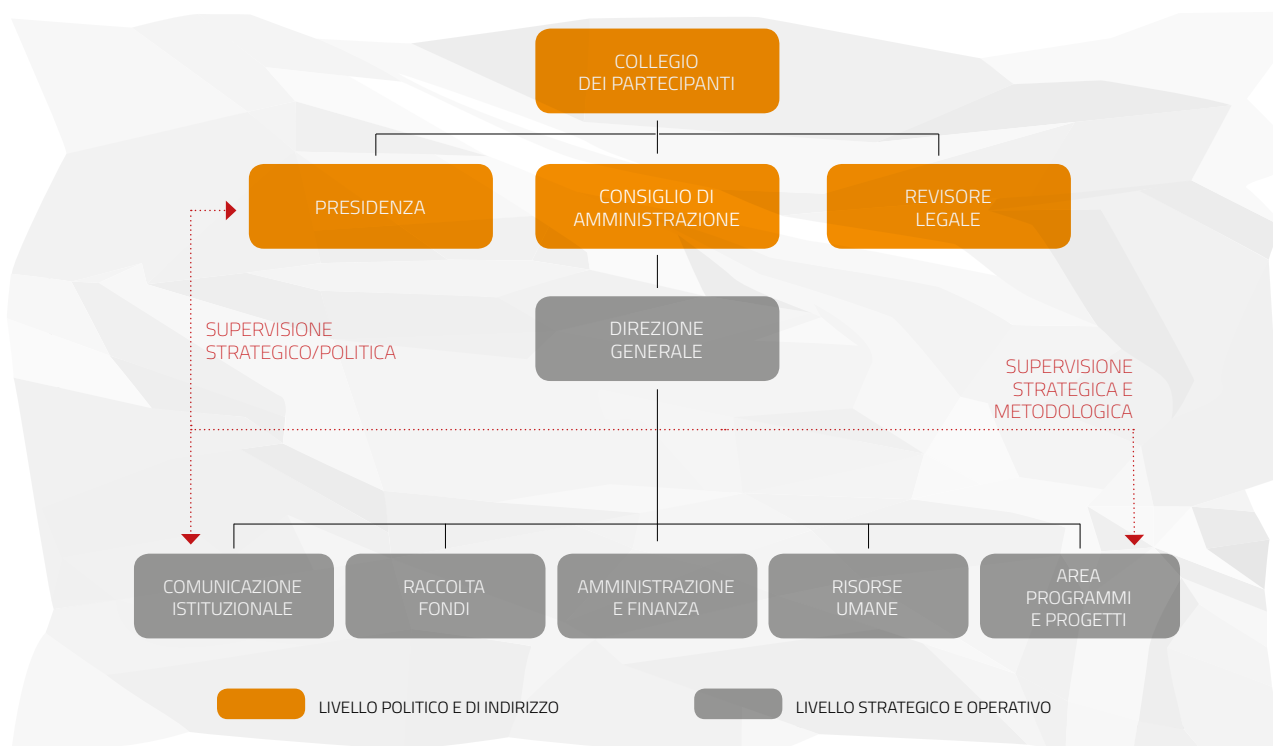 COLLEGIO
DEI PARTECIPANTI
PRESIDENZA
CONSIGLIO DI
AMMINISTRAZIONE
REVISORE
LEGALE
DIREZIONE
GENERALE
SUPERVISIONE
STRATEGICO/POLITICA
SUPERVISIONE
STRATEGICA E
METODOLOGICA
COMUNICAZIONE
ISTITUZIONALE
RACCOLTA
FONDI
AMMINISTRAZIONE
E FINANZA
RISORSE
UMANE
AREA
PROGRAMMI
E PROGETTI
LIVELLO POLITICO E DI INDIRIZZO
LIVELLO STRATEGICO E OPERATIVO